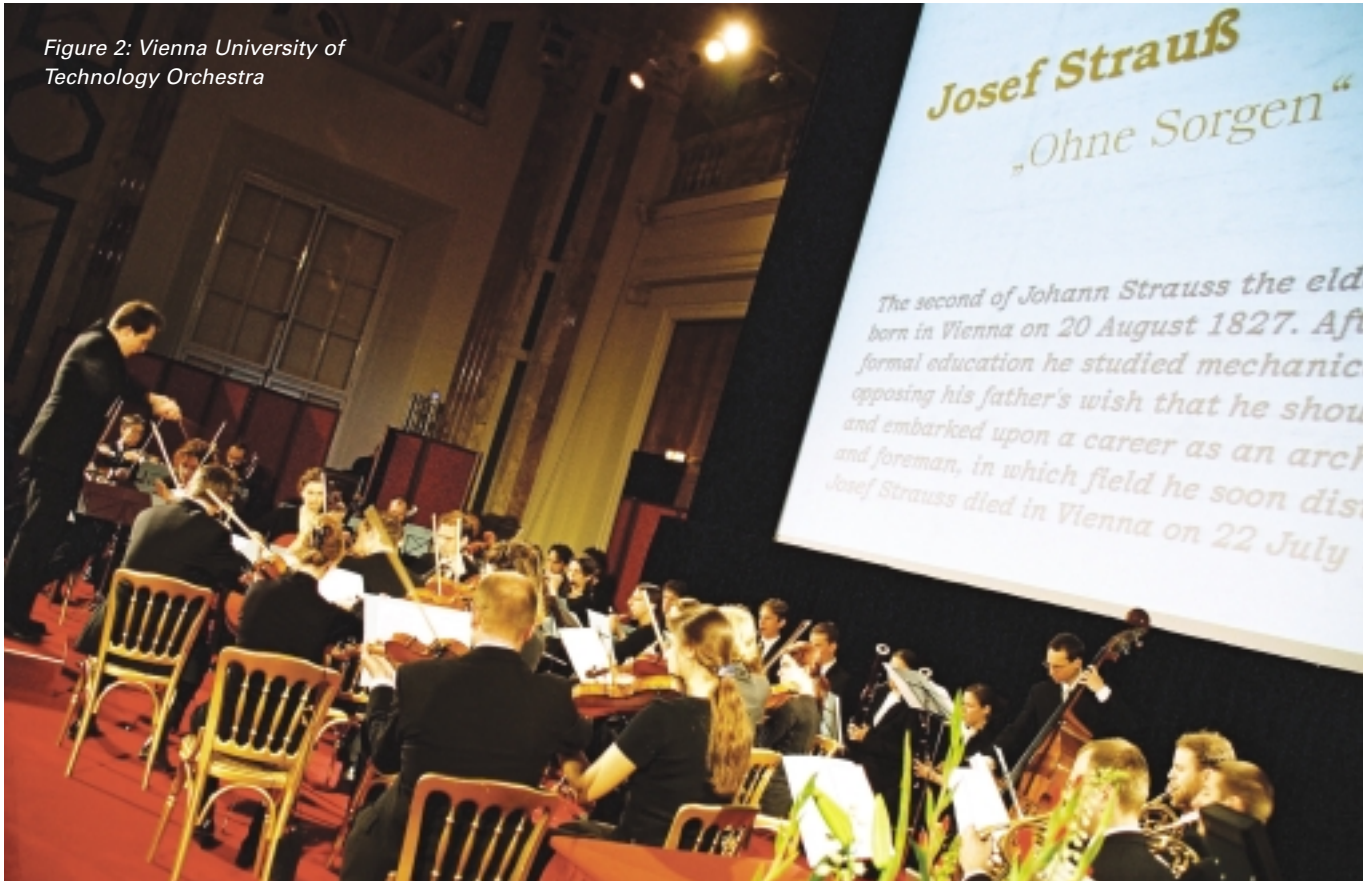 Figure 2: Vienna University of
Technology Orchestra
Josef Strauß
„Ohne Sorgen“
The second of Johann Strauss the eld
born in Vienna on 20 August 1827. Aft
formal education he studied mechanic
opposing his father's wish that he shou
and embarked upon a career as an arch
and foreman, in which field he soon dis
Josef Strauss died in Vienna on 22 July